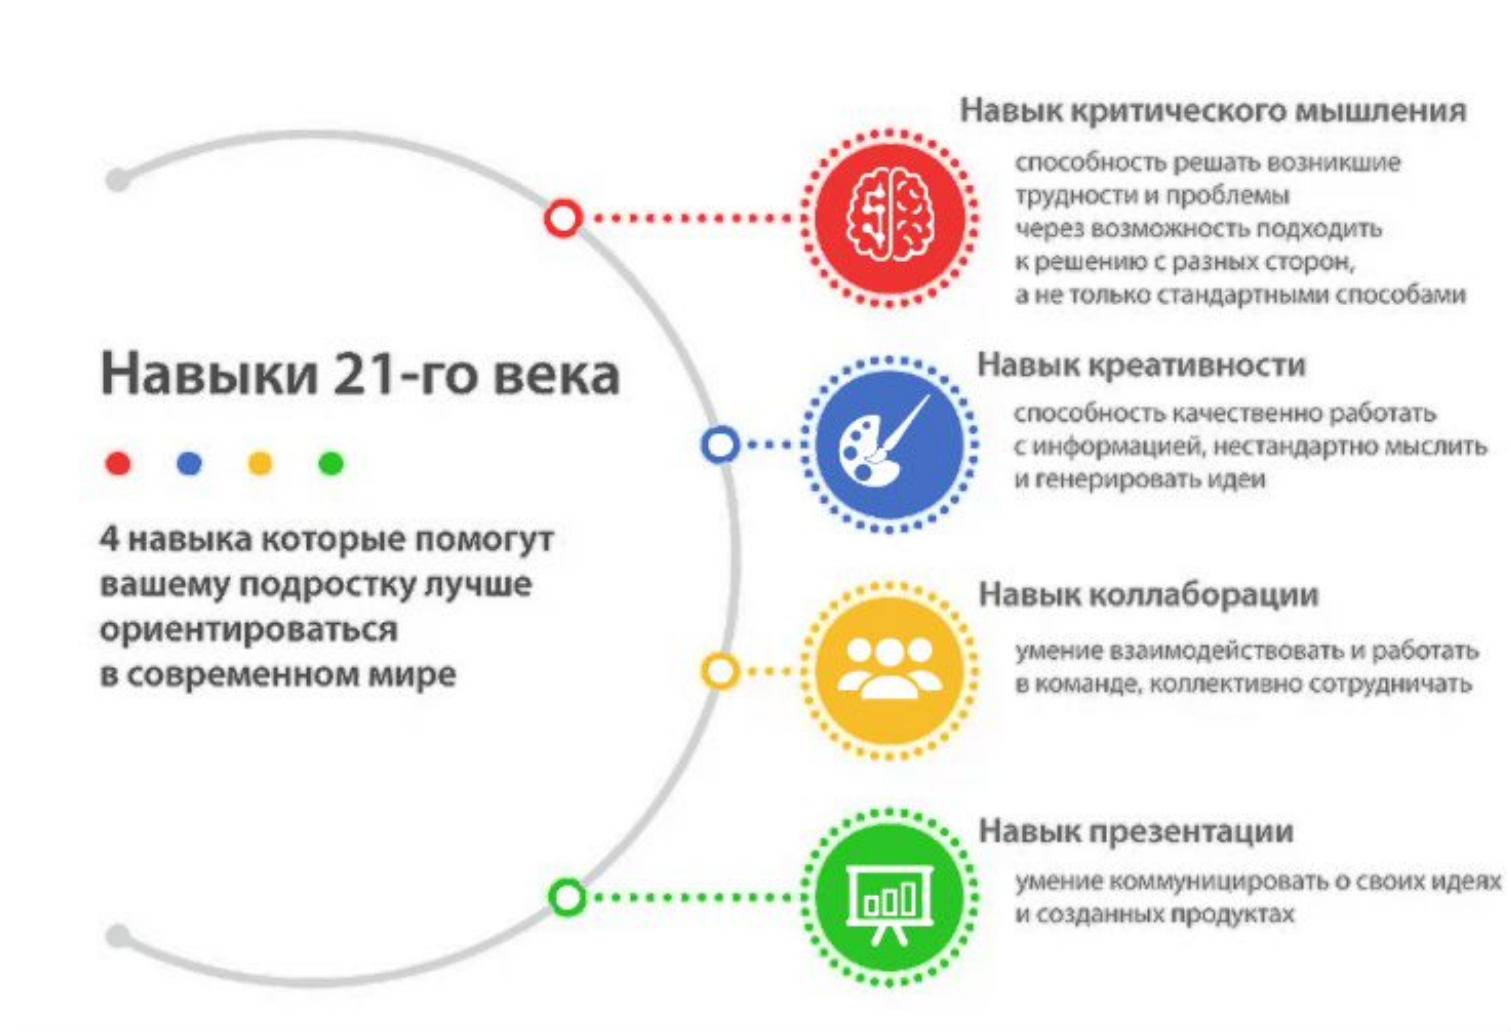 Навыки 21-го века
4 навыка которые помогут
вашему подростку лучше
ориентироваться
в современном мире
Навык критического мышления
способность решать возникшие
трудности и проблемы
через возможность подходить
к решению с разных сторон,
а не только стандартными способами
Навык креативности
способность качественно работать
с информацией, нестандартно мыслить
и генерировать идеи
Навык коллаборации
умение взаимодействовать и работать
в команде, коллективно сотрудничать
Навык презентации
умение коммуницировать о своих идеях
и созданных продуктах